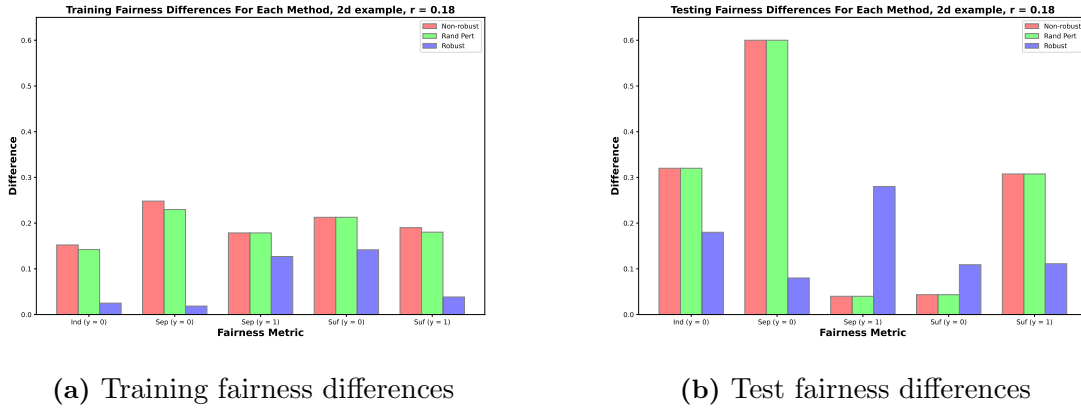 Training Fairness Differences For Each Method, 2d example, r = 0.18
Non-robust
Rand Pert
Robust
Difference
0.6
0.5
0.4
0.3
0.2
0.1
0.0
Ind (y = 0)
Sep (y = 0)
Sep (y = 1)
Suf (y = 0)
Suf (y = 1)
Fairness Metric
(a) Training fairness differences
Testing Fairness Differences For Each Method, 2d example, r = 0.18
Non-robust
Rand Pert
Robust
Difference
0.6
0.5
0.4
0.3
0.2
0.1
0.0
Ind (y = 0)
Sep (y = 0)
Sep (y = 1)
Suf (y = 0)
Suf (y = 1)
Fairness Metric
(b) Test fairness differences